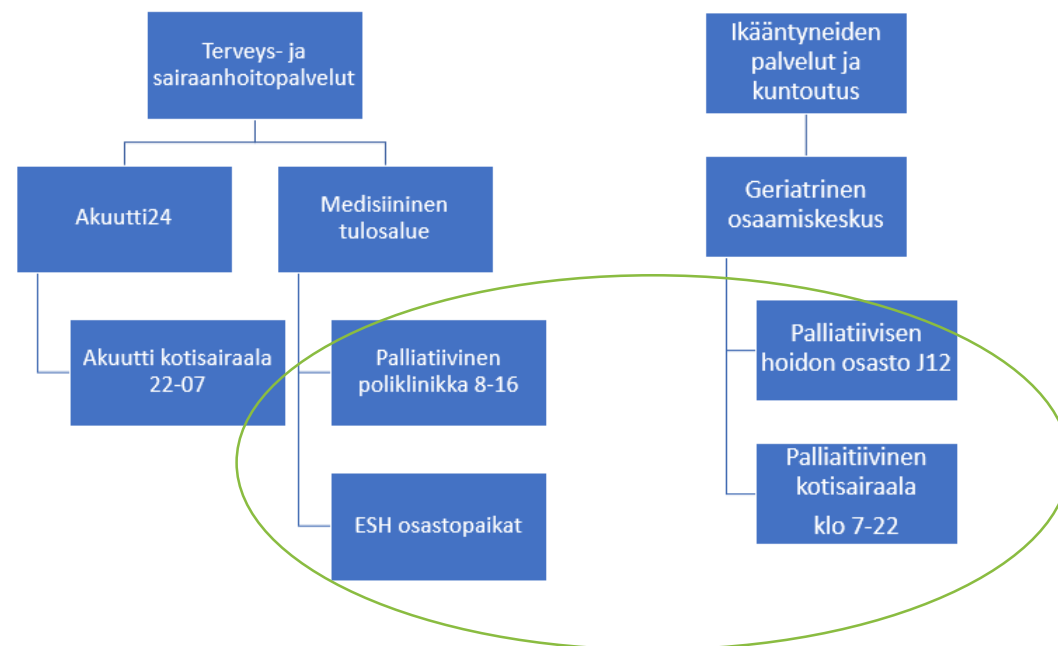 Terveys- ja
sairaanhoitopalvelut
Akuutti24
Medisiininen
tulosalue
Akuutti kotisairaala
22-07
Palliatiivinen
poliklinikka 8-16
ESH osastopaikat
Ikääntyneiden
palvelut ja
kuntoutus
Geriatrinen
osaamiskeskus
Palliatiivisen
hoidon osasto J12
Palliaitiivinen
kotisairaala
klo 7-22